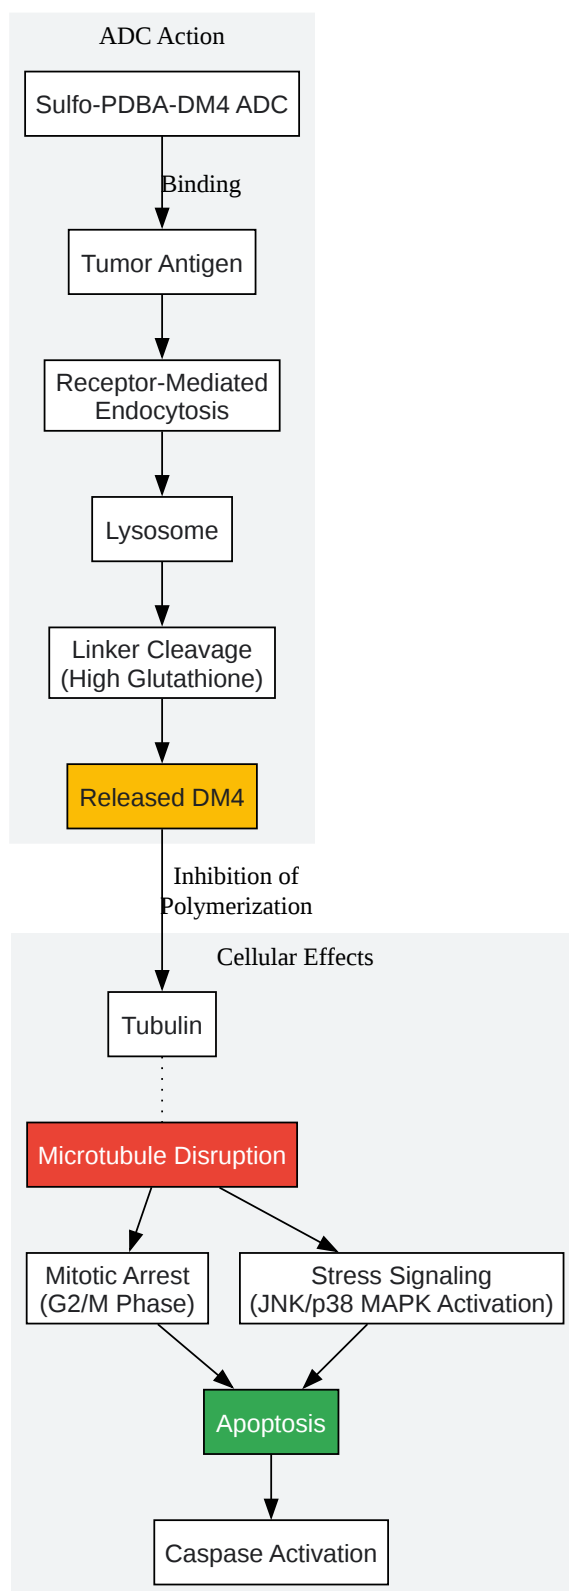 ADC Action
Sulfo-PDBA-DM4 ADC
Binding
Tumor Antigen
Receptor-Mediated
Endocytosis
Lysosome
Linker Cleavage
(High Glutathione)
Released DM4
Inhibition of
Polymerization
Cellular Effects
Tubulin
Microtubule Disruption
Mitotic Arrest
(G2/M Phase)
Stress Signaling
(JNK/p38 MAPK Activation)
Apoptosis
Caspase Activation